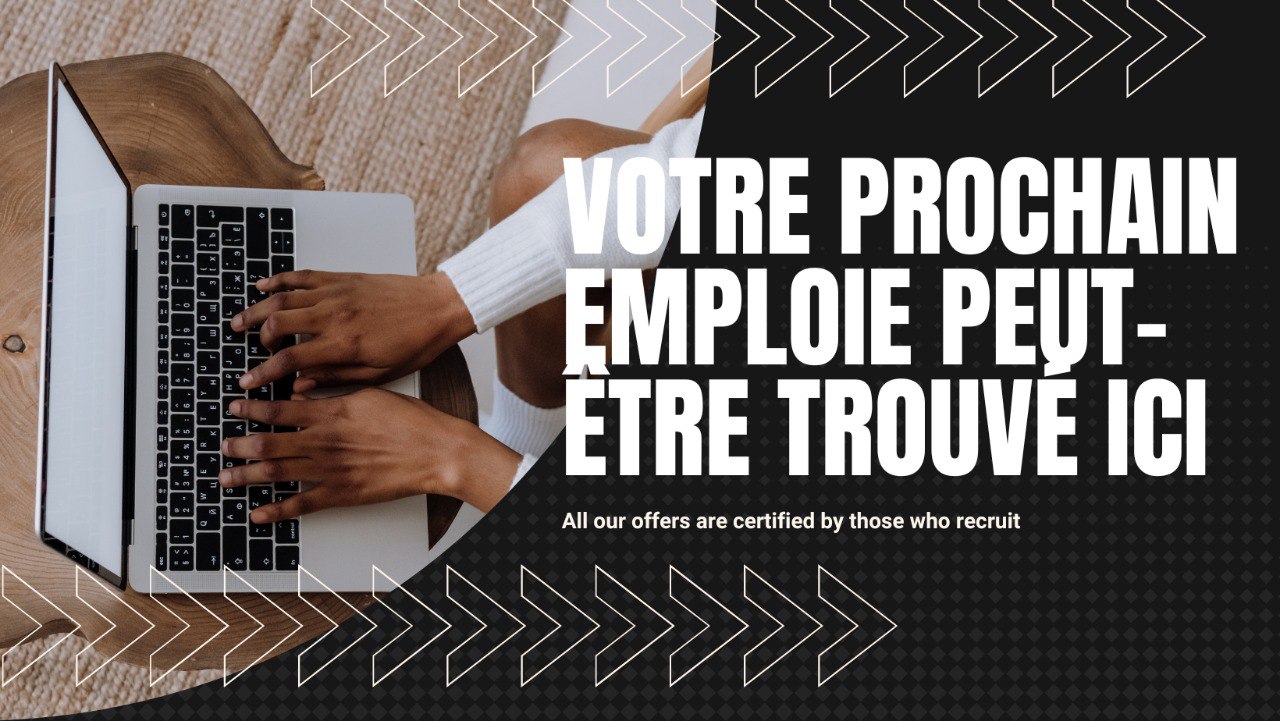 VOTRE PROCHAIN
EMPLOIE PEUT-
ÊTRE TROUVÉ ICI
All our offers are certified by those who recruit